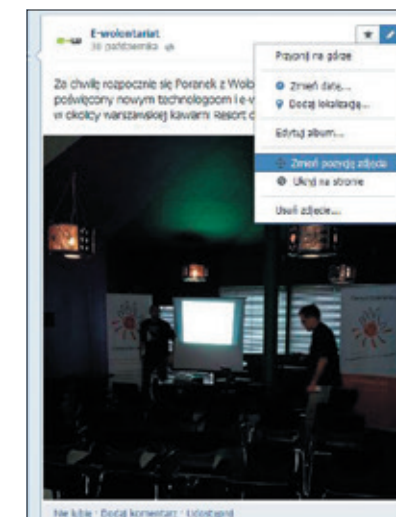 E-wolontariat
30 października
Za chwilę rozpocznie się Poranek z Wolo
poświęcony nowym technologiom i e-w
w okolicy warszawskiej kawiarni Resort
Przypnij na górze
Zmień datę...
Dodaj lokalizację...
Edytuj album...
Zmień pozycję zdjęcia
Ukryj na stronie
Usuń zdjęcie...
Nie lubię · Dodaj komentarz · Udostępnij